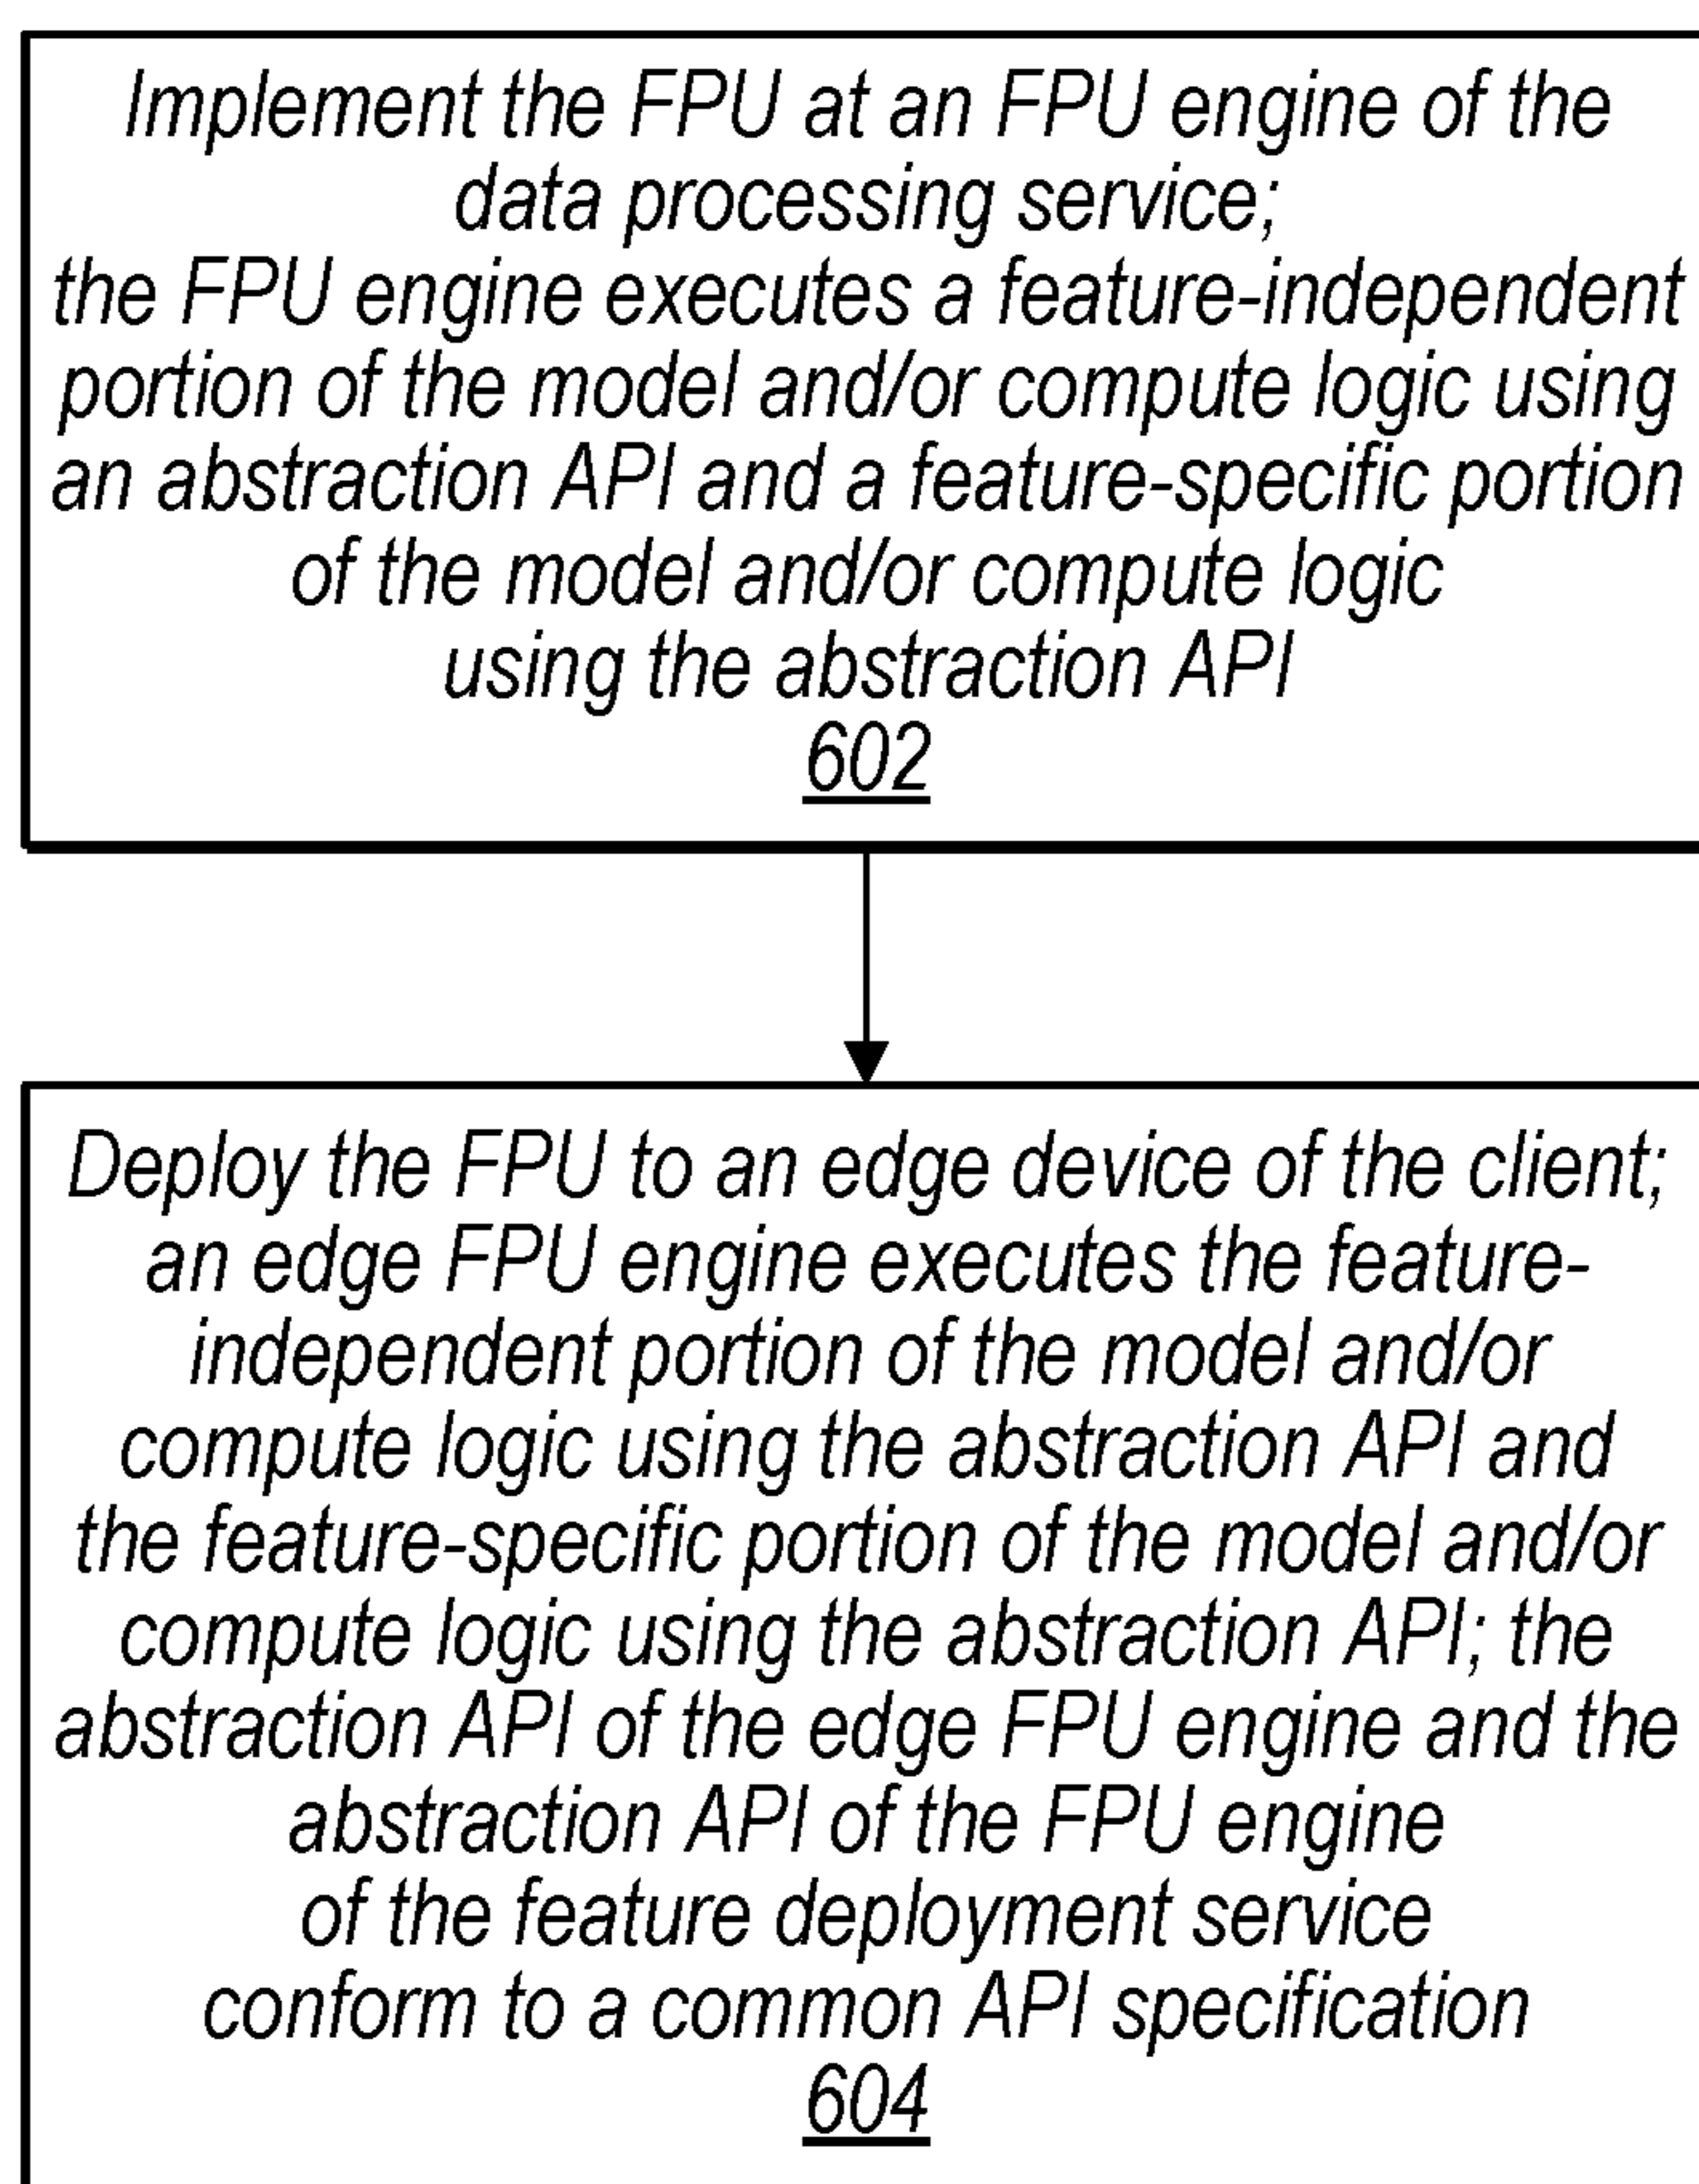 Implement the FPU at an FPU engine of the
data processing service;
the FPU engine executes a feature-independent
portion of the model and/or compute logic using
an abstraction API and a feature-specific portion
of the model and/or compute logic
using the abstraction API
602
Deploy the FPU to an edge device of the client;
an edge FPU engine executes the feature-
independent portion of the model and/or
compute logic using the abstraction API and
the feature-specific portion of the model and/or
compute logic using the abstraction API; the
abstraction API of the edge FPU engine and the
abstraction API of the FPU engine
of the feature deployment service
conform to a common API specification
604